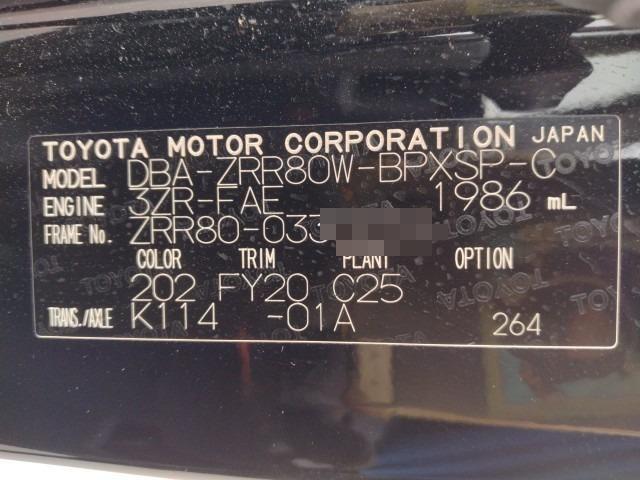 TOYOTA MOTOR CORPORATION JAPAN
MODEL DBA-ZRR80W-BPXSP-C
ENGINE 3ZR-FAE 1986 mL
FRAME No. ZRR80-033
COLOR TRIM PLANT OPTION
202 FY20 C25
TRANS./AXLE K114 -01A 264